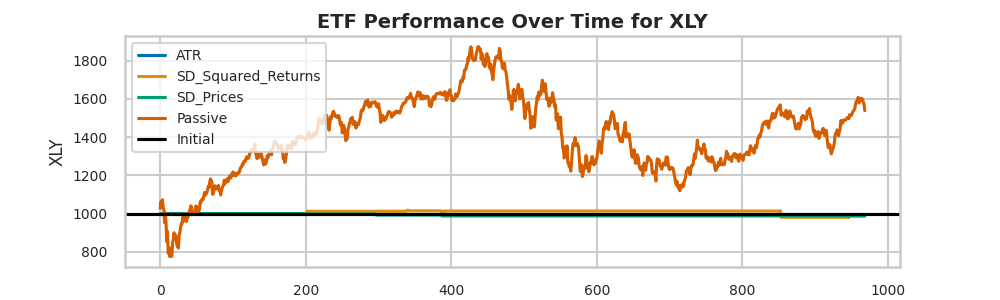 ETF Performance Over Time for XLY
XLY
1800
1600
1400
1200
1000
800
ATR
SD_Squared_Returns
SD_Prices
Passive
Initial
0 200 400 600 800 1000